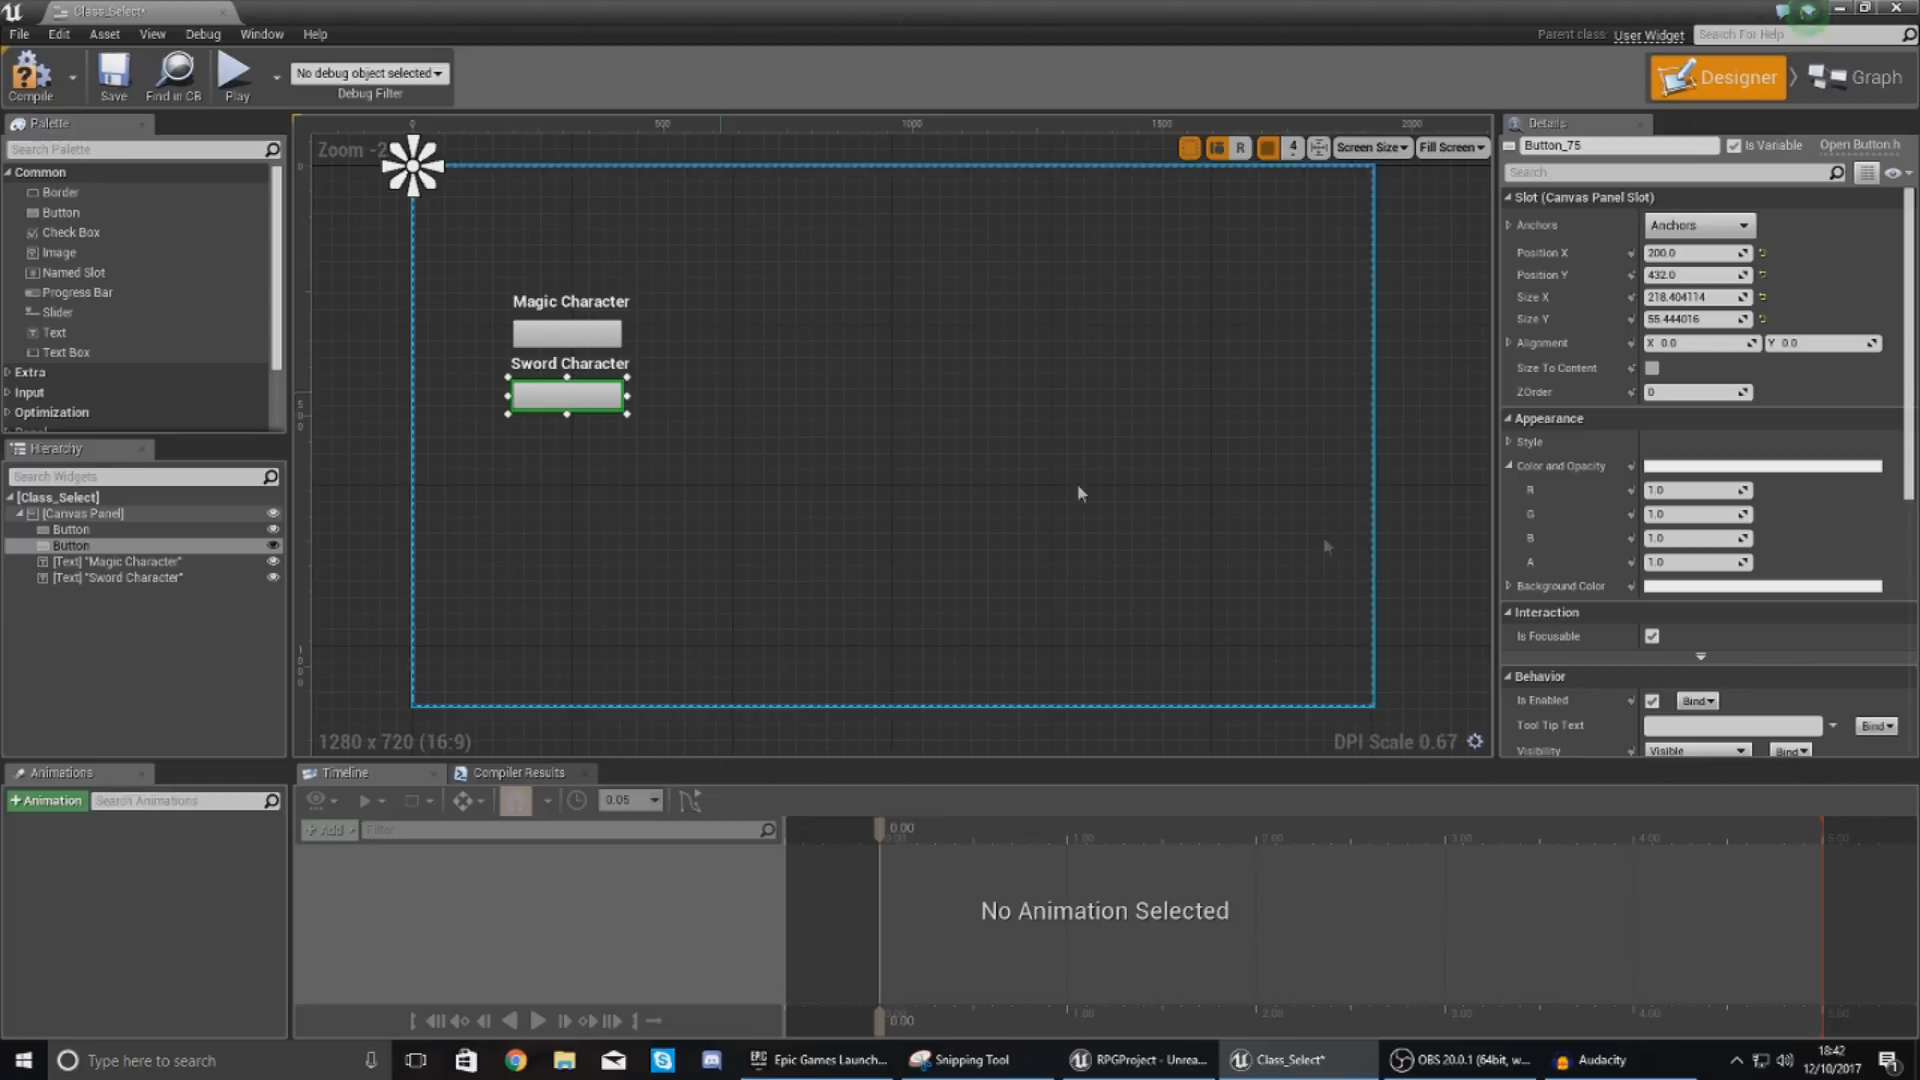 Class_Select*
File Edit Asset View Debug Window Help
Parent class: User Widget Search For Help
Compile Save Find in CB Play
No debug object selected
Debug Filter
Designer Graph
Palette
Search Palette
Common
Border
Button
Check Box
Image
Named Slot
Progress Bar
Slider
Text
Text Box
Extra
Input
Optimization
Hierarchy
Search Widgets
[Class_Select]
[Canvas Panel]
Button
Button
[Text] "Magic Character"
[Text] "Sword Character"
0 500 1000 1500 2000
Zoom -2
R 4 Screen Size Fill Screen
Magic Character
Sword Character
1280 x 720 (16:9)
DPI Scale 0.67
Details
Button_75 Is Variable Open Button.h
Search
Slot (Canvas Panel Slot)
Anchors Anchors
Position X 200.0
Position Y 432.0
Size X 218.404114
Size Y 55.444016
Alignment X 0.0 Y 0.0
Size To Content
ZOrder 0
Appearance
Style
Color and Opacity
R 1.0
G 1.0
B 1.0
A 1.0
Background Color
Interaction
Is Focusable
Behavior
Is Enabled Bind
Tool Tip Text Bind
Visibility Visible Bind
Animations
+ Animation Search Animations
Timeline Compiler Results
0.05
+ Add Filter
0.00
1.00 2.00 3.00 4.00 5.00
No Animation Selected
0.00
1.00 2.00 3.00 4.00 5.00
Type here to search
Epic Games Launch...
Snipping Tool
RPGProject - Unrea...
Class_Select*
OBS 20.0.1 (64bit, w...
Audacity
18:42
12/10/2017